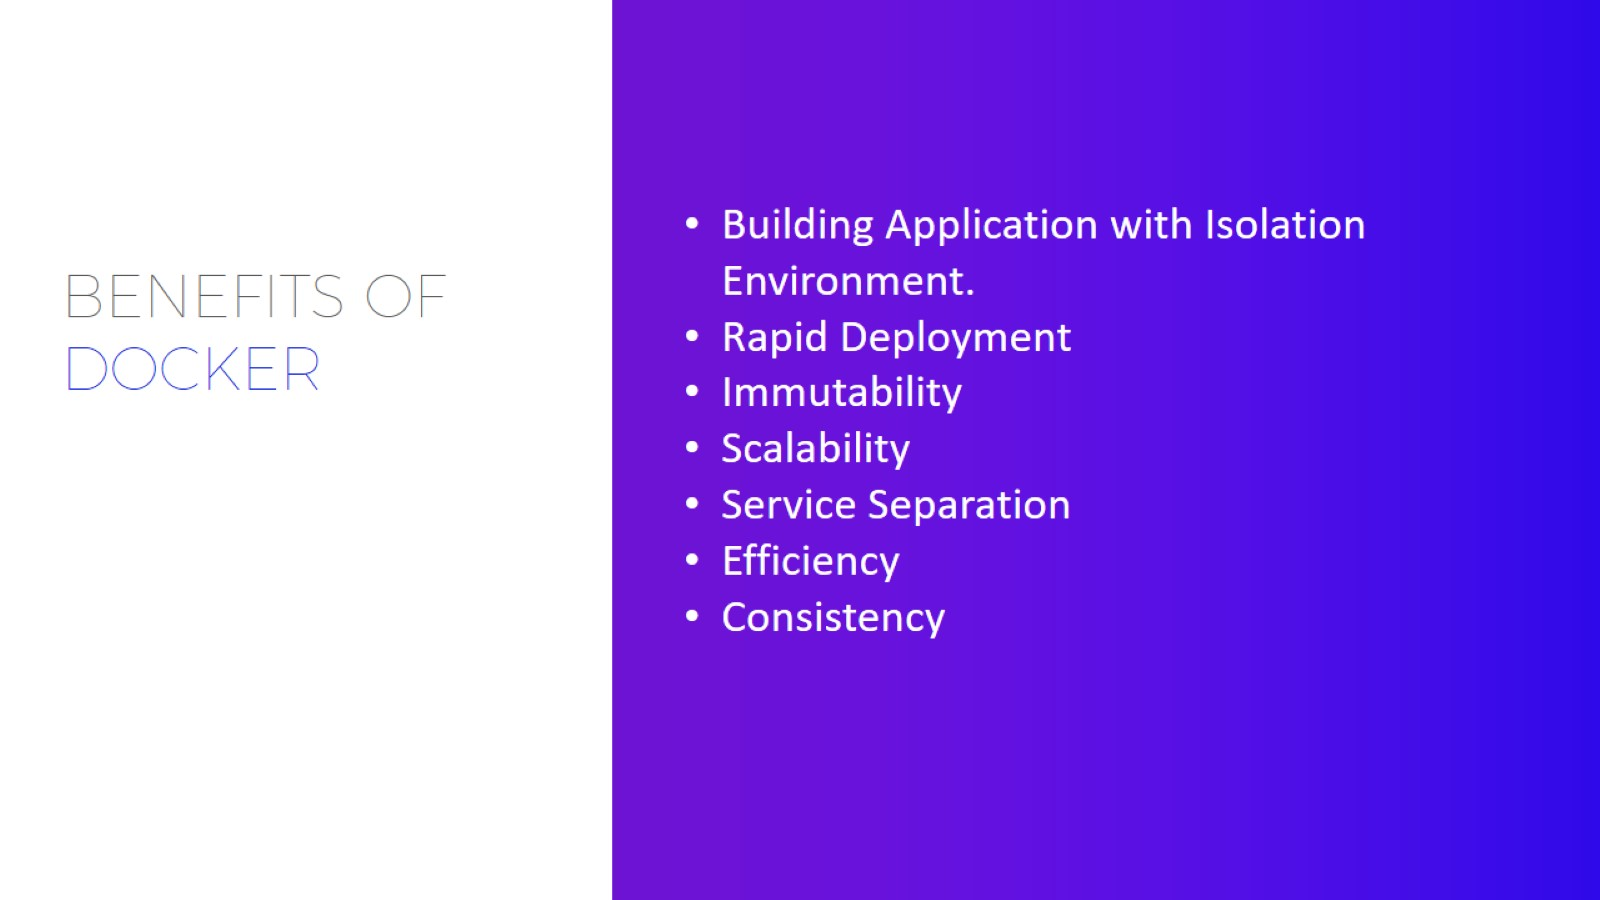 BENEFITS OF
DOCKER
• Building Application with Isolation
Environment.
• Rapid Deployment
• Immutability
• Scalability
• Service Separation
• Efficiency
• Consistency